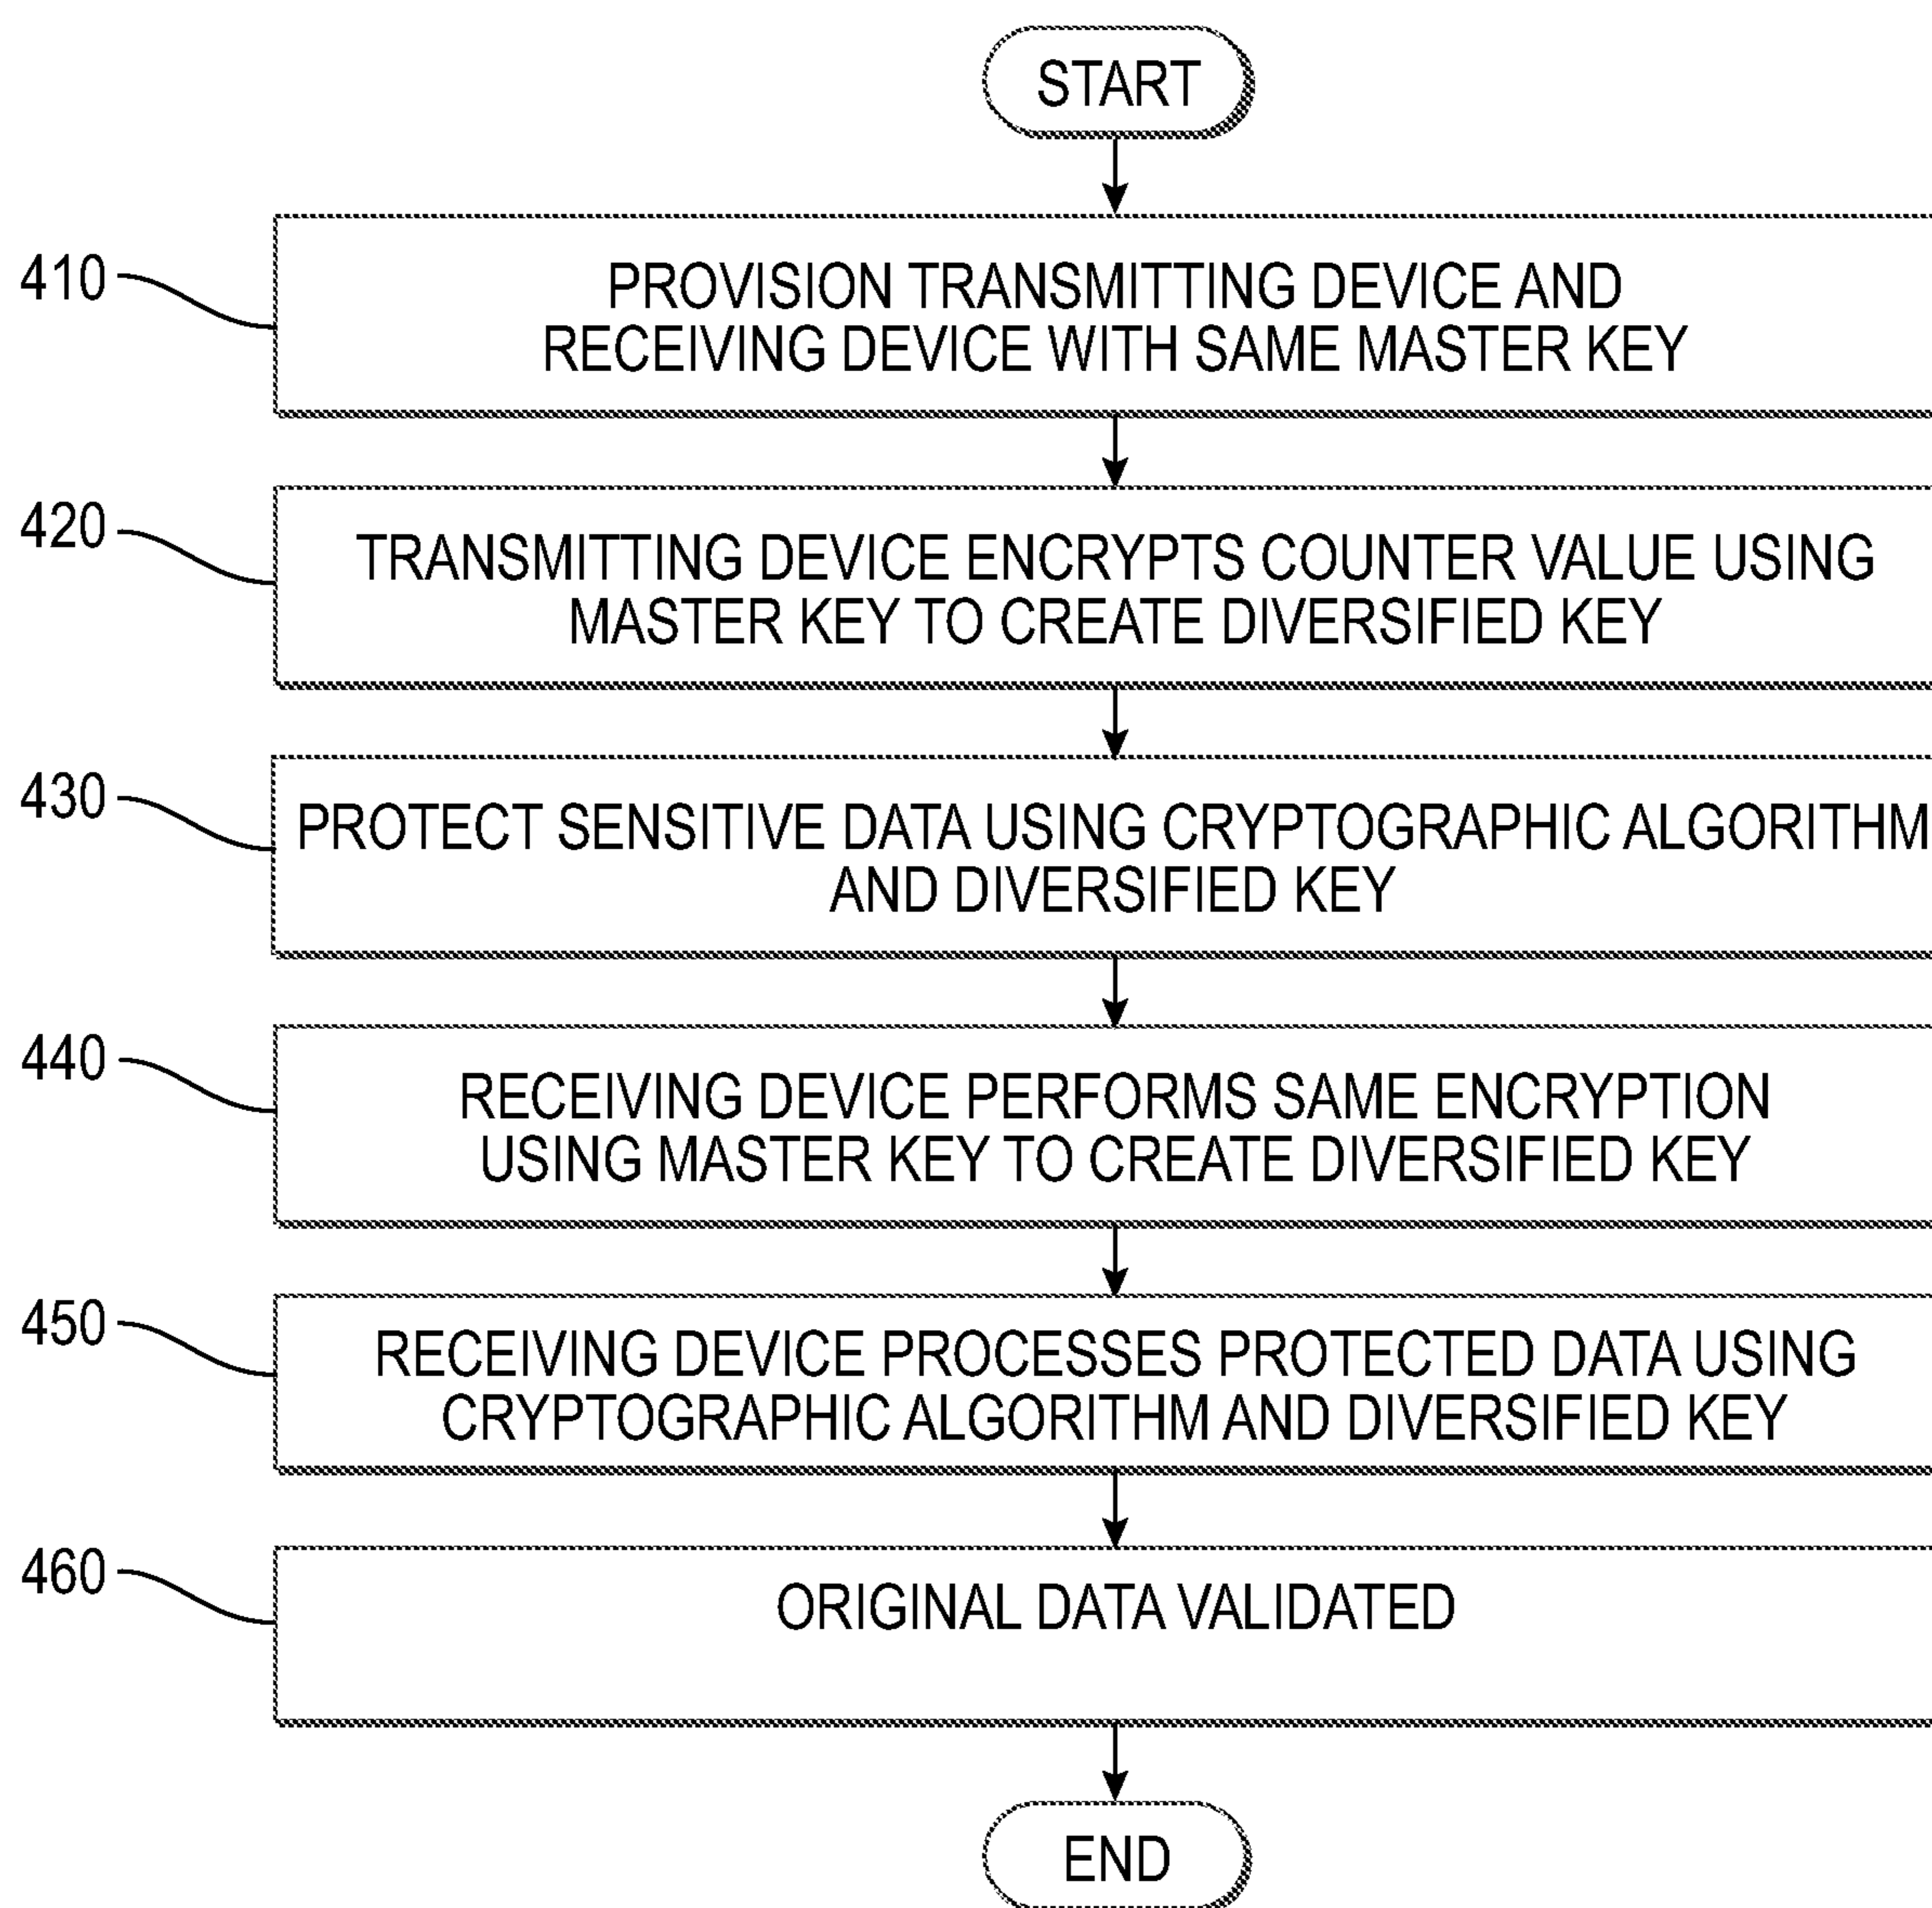 START
410
PROVISION TRANSMITTING DEVICE AND
RECEIVING DEVICE WITH SAME MASTER KEY
420
TRANSMITTING DEVICE ENCRYPTS COUNTER VALUE USING
MASTER KEY TO CREATE DIVERSIFIED KEY
430
PROTECT SENSITIVE DATA USING CRYPTOGRAPHIC ALGORITHM
AND DIVERSIFIED KEY
440
RECEIVING DEVICE PERFORMS SAME ENCRYPTION
USING MASTER KEY TO CREATE DIVERSIFIED KEY
450
RECEIVING DEVICE PROCESSES PROTECTED DATA USING
CRYPTOGRAPHIC ALGORITHM AND DIVERSIFIED KEY
460
ORIGINAL DATA VALIDATED
END